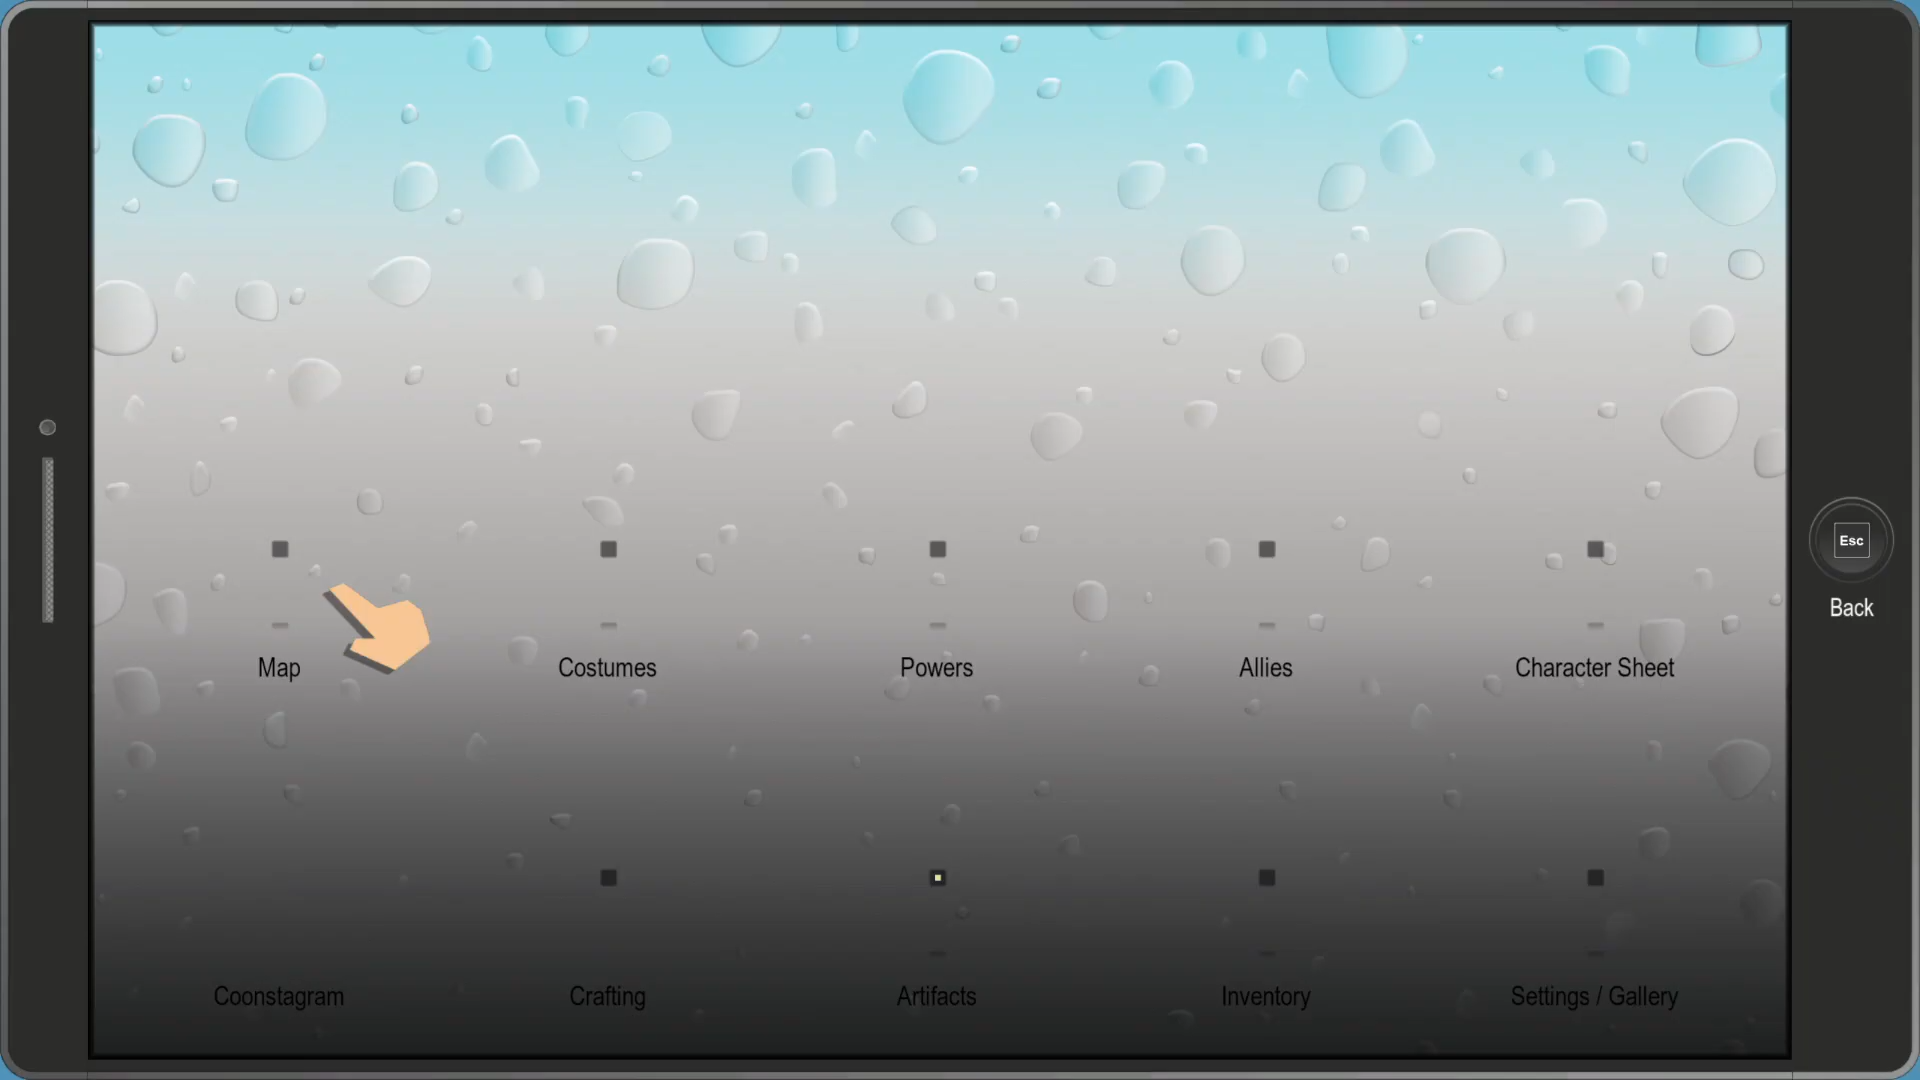 Esc
Back
Map
Costumes
Powers
Allies
Character Sheet
Coonstagram
Crafting
Artifacts
Inventory
Settings / Gallery